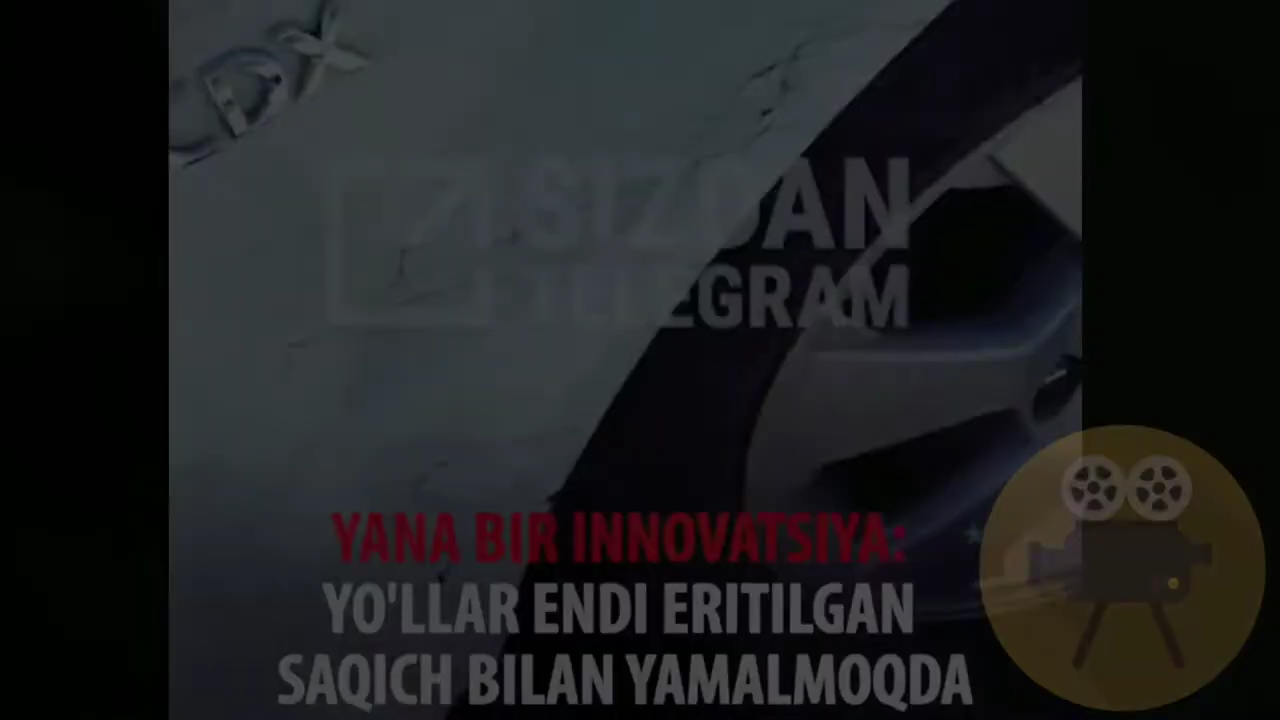 SIZDAN
TELEGRAM
YANA BIR INNOVATSIYA:
YO'LLAR ENDI ERITILGAN
SAQICH BILAN YAMALMOQDA